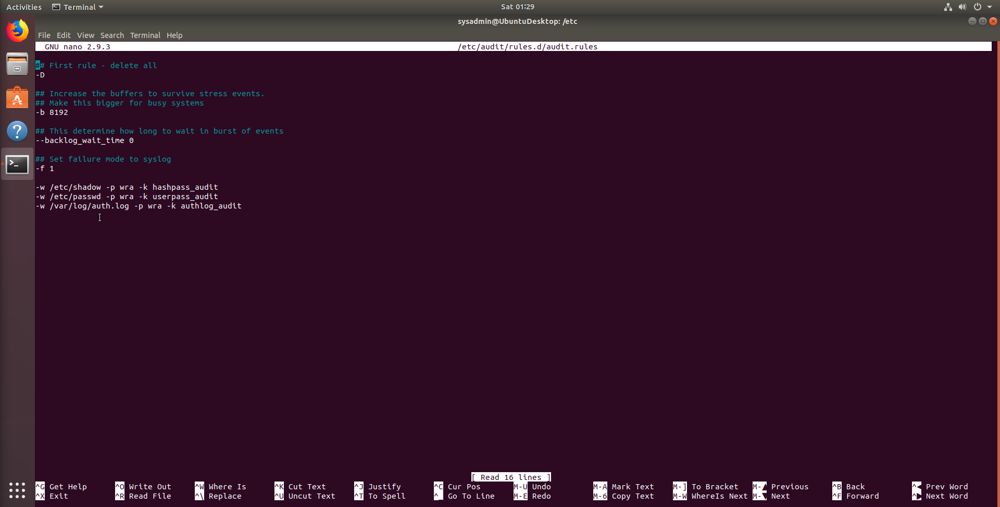 Activities Terminal Sat 01:29
sysadmin@UbuntuDesktop: /etc
File Edit View Search Terminal Help
GNU nano 2.9.3 /etc/audit/rules.d/audit.rules
## First rule - delete all
-D
## Increase the buffers to survive stress events.
## Make this bigger for busy systems
-b 8192
## This determine how long to wait in burst of events
--backlog_wait_time 0
## Set failure mode to syslog
-f 1
-w /etc/shadow -p wra -k hashpass_audit
-w /etc/passwd -p wra -k userpass_audit
-w /var/log/auth.log -p wra -k authlog_audit
[ Read 16 lines ]
^G Get Help ^O Write Out ^W Where Is ^K Cut Text ^J Justify ^C Cur Pos M-U Undo M-A Mark Text M-] To Bracket M-▲ Previous ^B Back ^◀ Prev Word
^X Exit ^R Read File ^\ Replace ^U Uncut Text ^T To Spell ^_ Go To Line M-E Redo M-6 Copy Text M-W WhereIs Next M-▼ Next ^F Forward ^▶ Next Word